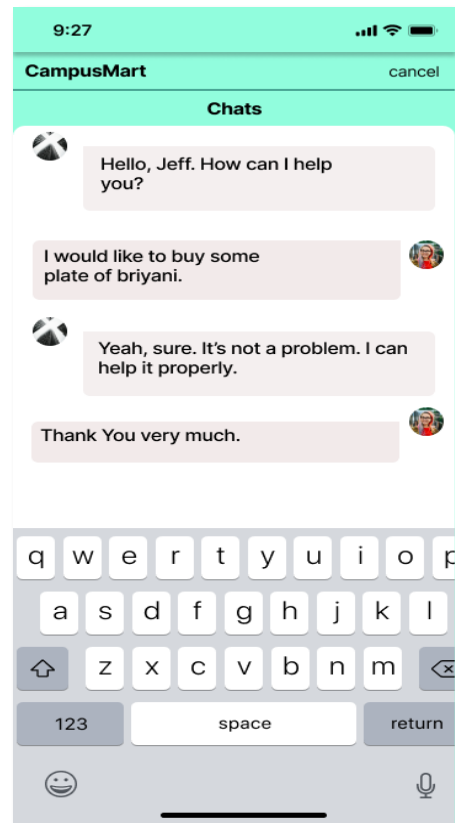 9:27
CampusMart cancel
Chats
Hello, Jeff. How can I help
you?
I would like to buy some
plate of briyani.
Yeah, sure. It's not a problem. I can
help it properly.
Thank You very much.
q w e r t y u i o p
a s d f g h j k l
z x c v b n m
123 space return